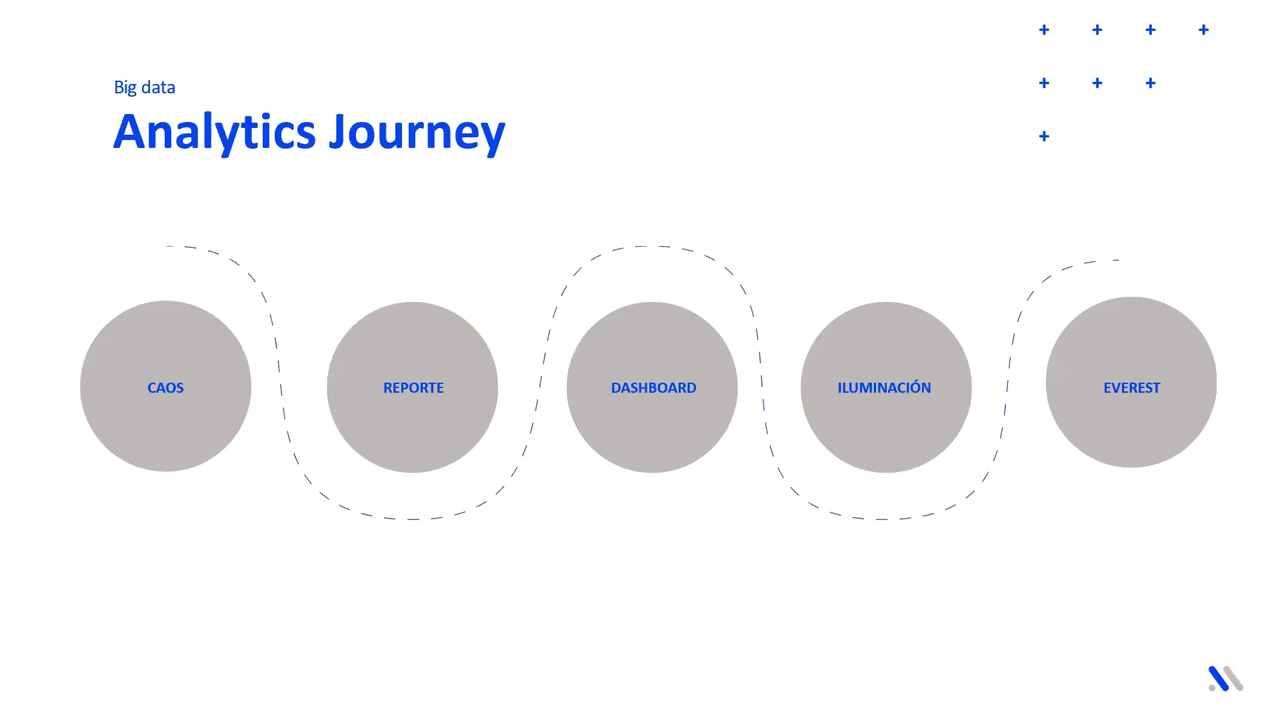 Big data
Analytics Journey
CAOS
REPORTE
DASHBOARD
ILUMINACIÓN
EVEREST